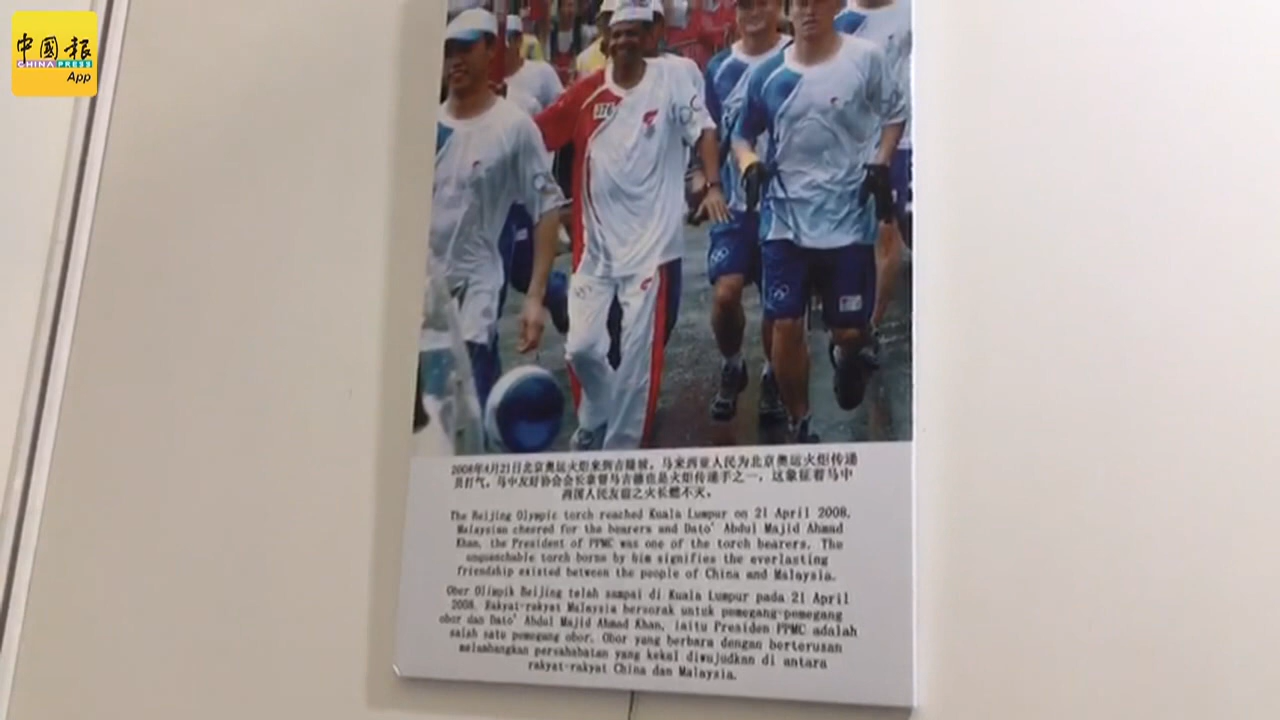 中國報
CHINA PRESS
App
376
2008年4月21日北京奥运火炬来到吉隆坡，马来西亚人民为北京奥运火炬传递
员打气。马中友好协会会长拿督马吉德也是火炬传递手之一，这象征着马中
两国人民友谊之火长燃不灭。
The Beijing Olympic torch reached Kuala Lumpur on 21 April 2008.
Malaysian cheered for the bearers and Dato' Abdul Majid Ahmad
Khan, the President of PPMC was one of the torch bearers. The
unquenchable torch borne by him signifies the everlasting
friendship existed between the people of China and Malaysia.
Obor Olimpik Beijing telah sampai di Kuala Lumpur pada 21 April
2008. Rakyat-rakyat Malaysia bersorak untuk pemegang-pemegang
obor dan Dato' Abdul Majid Ahmad Khan, iaitu Presiden PPMC adalah
salah satu pemegang obor. Obor yang berbara dengan berterusan
melambangkan persahabatan yang kekal diwujudkan di antara
rakyat-rakyat China dan Malaysia.